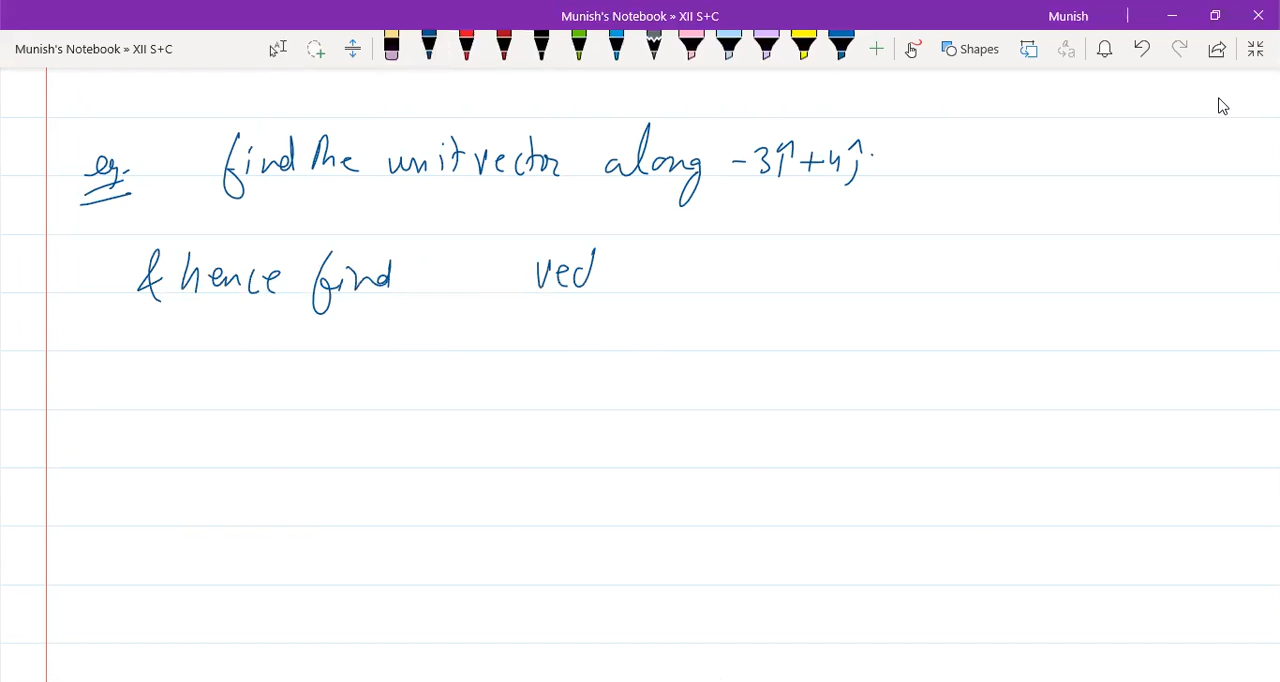 Munish's Notebook » XII S+C
Munish
Munish's Notebook » XII S+C
Shapes
eg. find the unit vector along -3î + 4ĵ.
& hence find vec